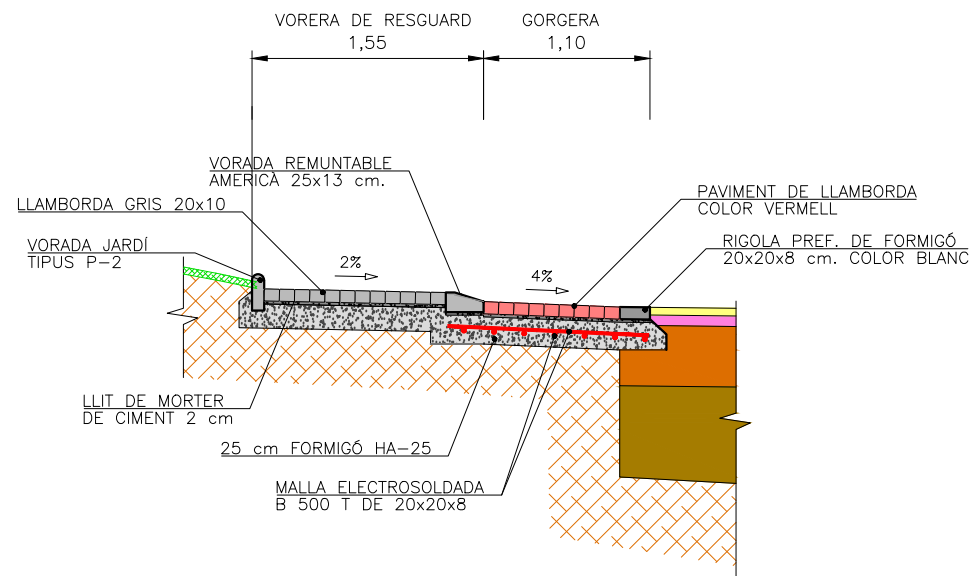 VORERA DE RESGUARD
1,55
GORGERA
1,10
VORADA REMUNTABLE
AMERICÀ 25x13 cm.
LLAMBORDA GRIS 20x10
VORADA JARDÍ
TIPUS P-2
PAVIMENT DE LLAMBORDA
COLOR VERMELL
RIGOLA PREF. DE FORMIGÓ
20x20x8 cm. COLOR BLANC
2%
4%
LLIT DE MORTER
DE CIMENT 2 cm
25 cm FORMIGÓ HA-25
MALLA ELECTROSOLDADA
B 500 T DE 20x20x8